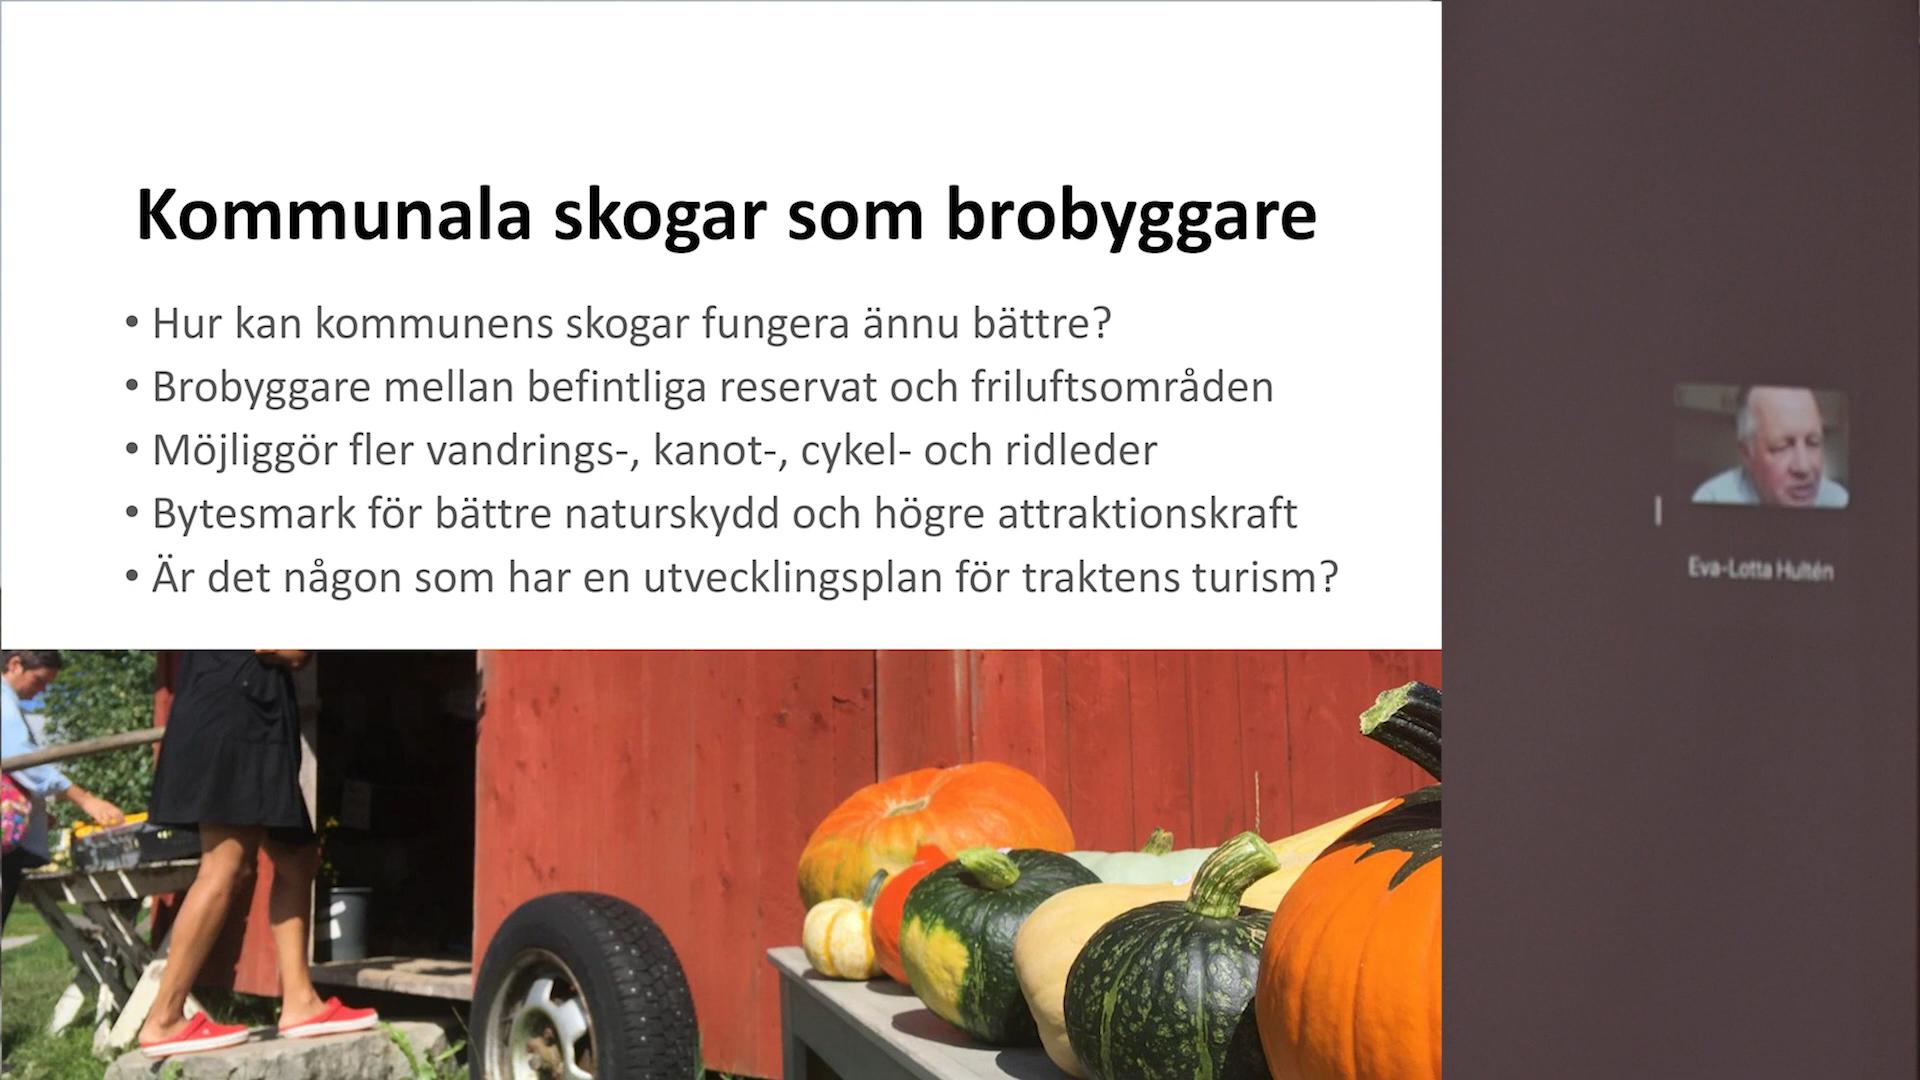 Kommunala skogar som brobyggare
• Hur kan kommunens skogar fungera ännu bättre?
• Brobyggare mellan befintliga reservat och friluftsområden
• Möjliggör fler vandrings-, kanot-, cykel- och ridleder
• Bytesmark för bättre naturskydd och högre attraktionskraft
• Är det någon som har en utvecklingsplan för traktens turism?
Eva-Lotta Hultén